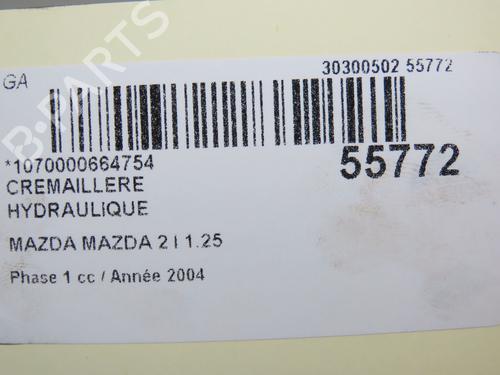 GA
30300502 55772
*1070000664754
55772
CREMAILLERE
HYDRAULIQUE
MAZDA MAZDA 2 I 1.25
Phase 1 cc / Année 2004
B-PARTS